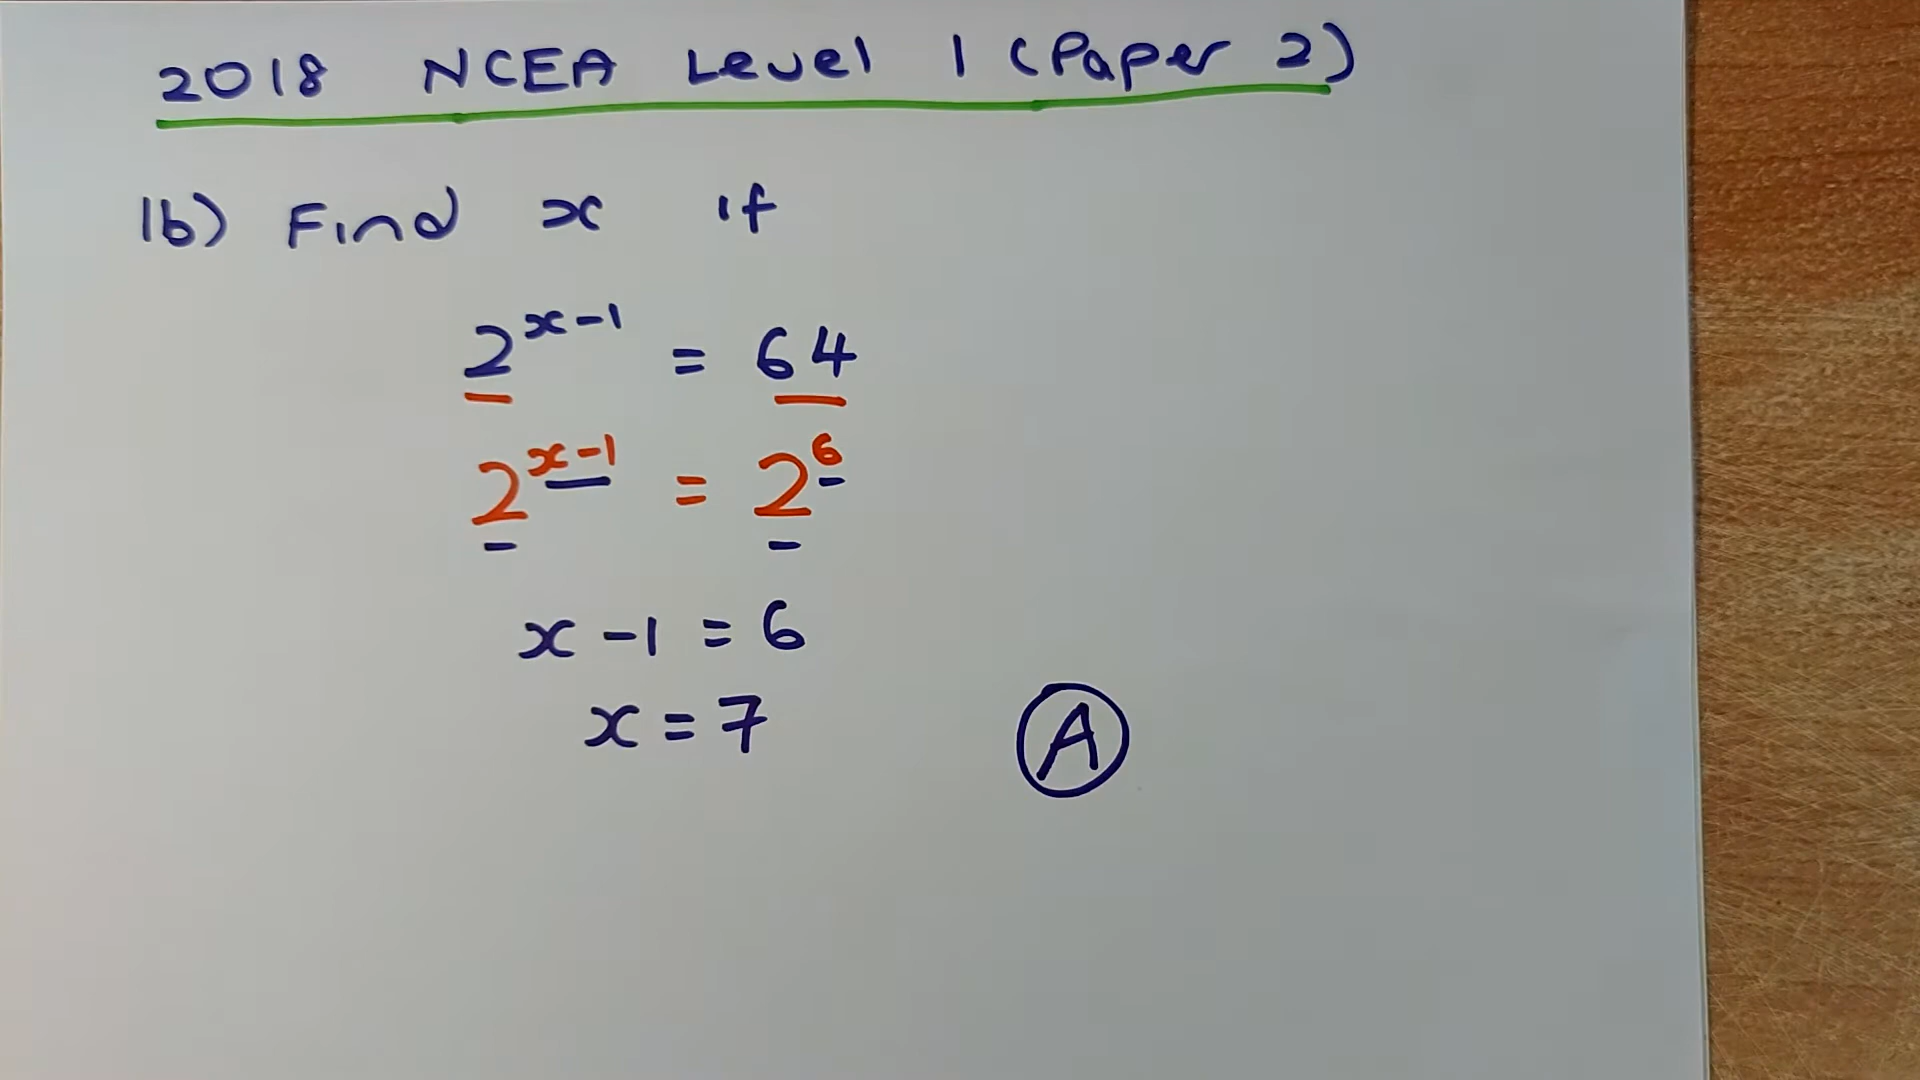 2018 NCEA Level 1 (Paper 2)
1b) Find x if
2^{x-1} = 64
2^{x-1} = 2^6
x - 1 = 6
x = 7
A